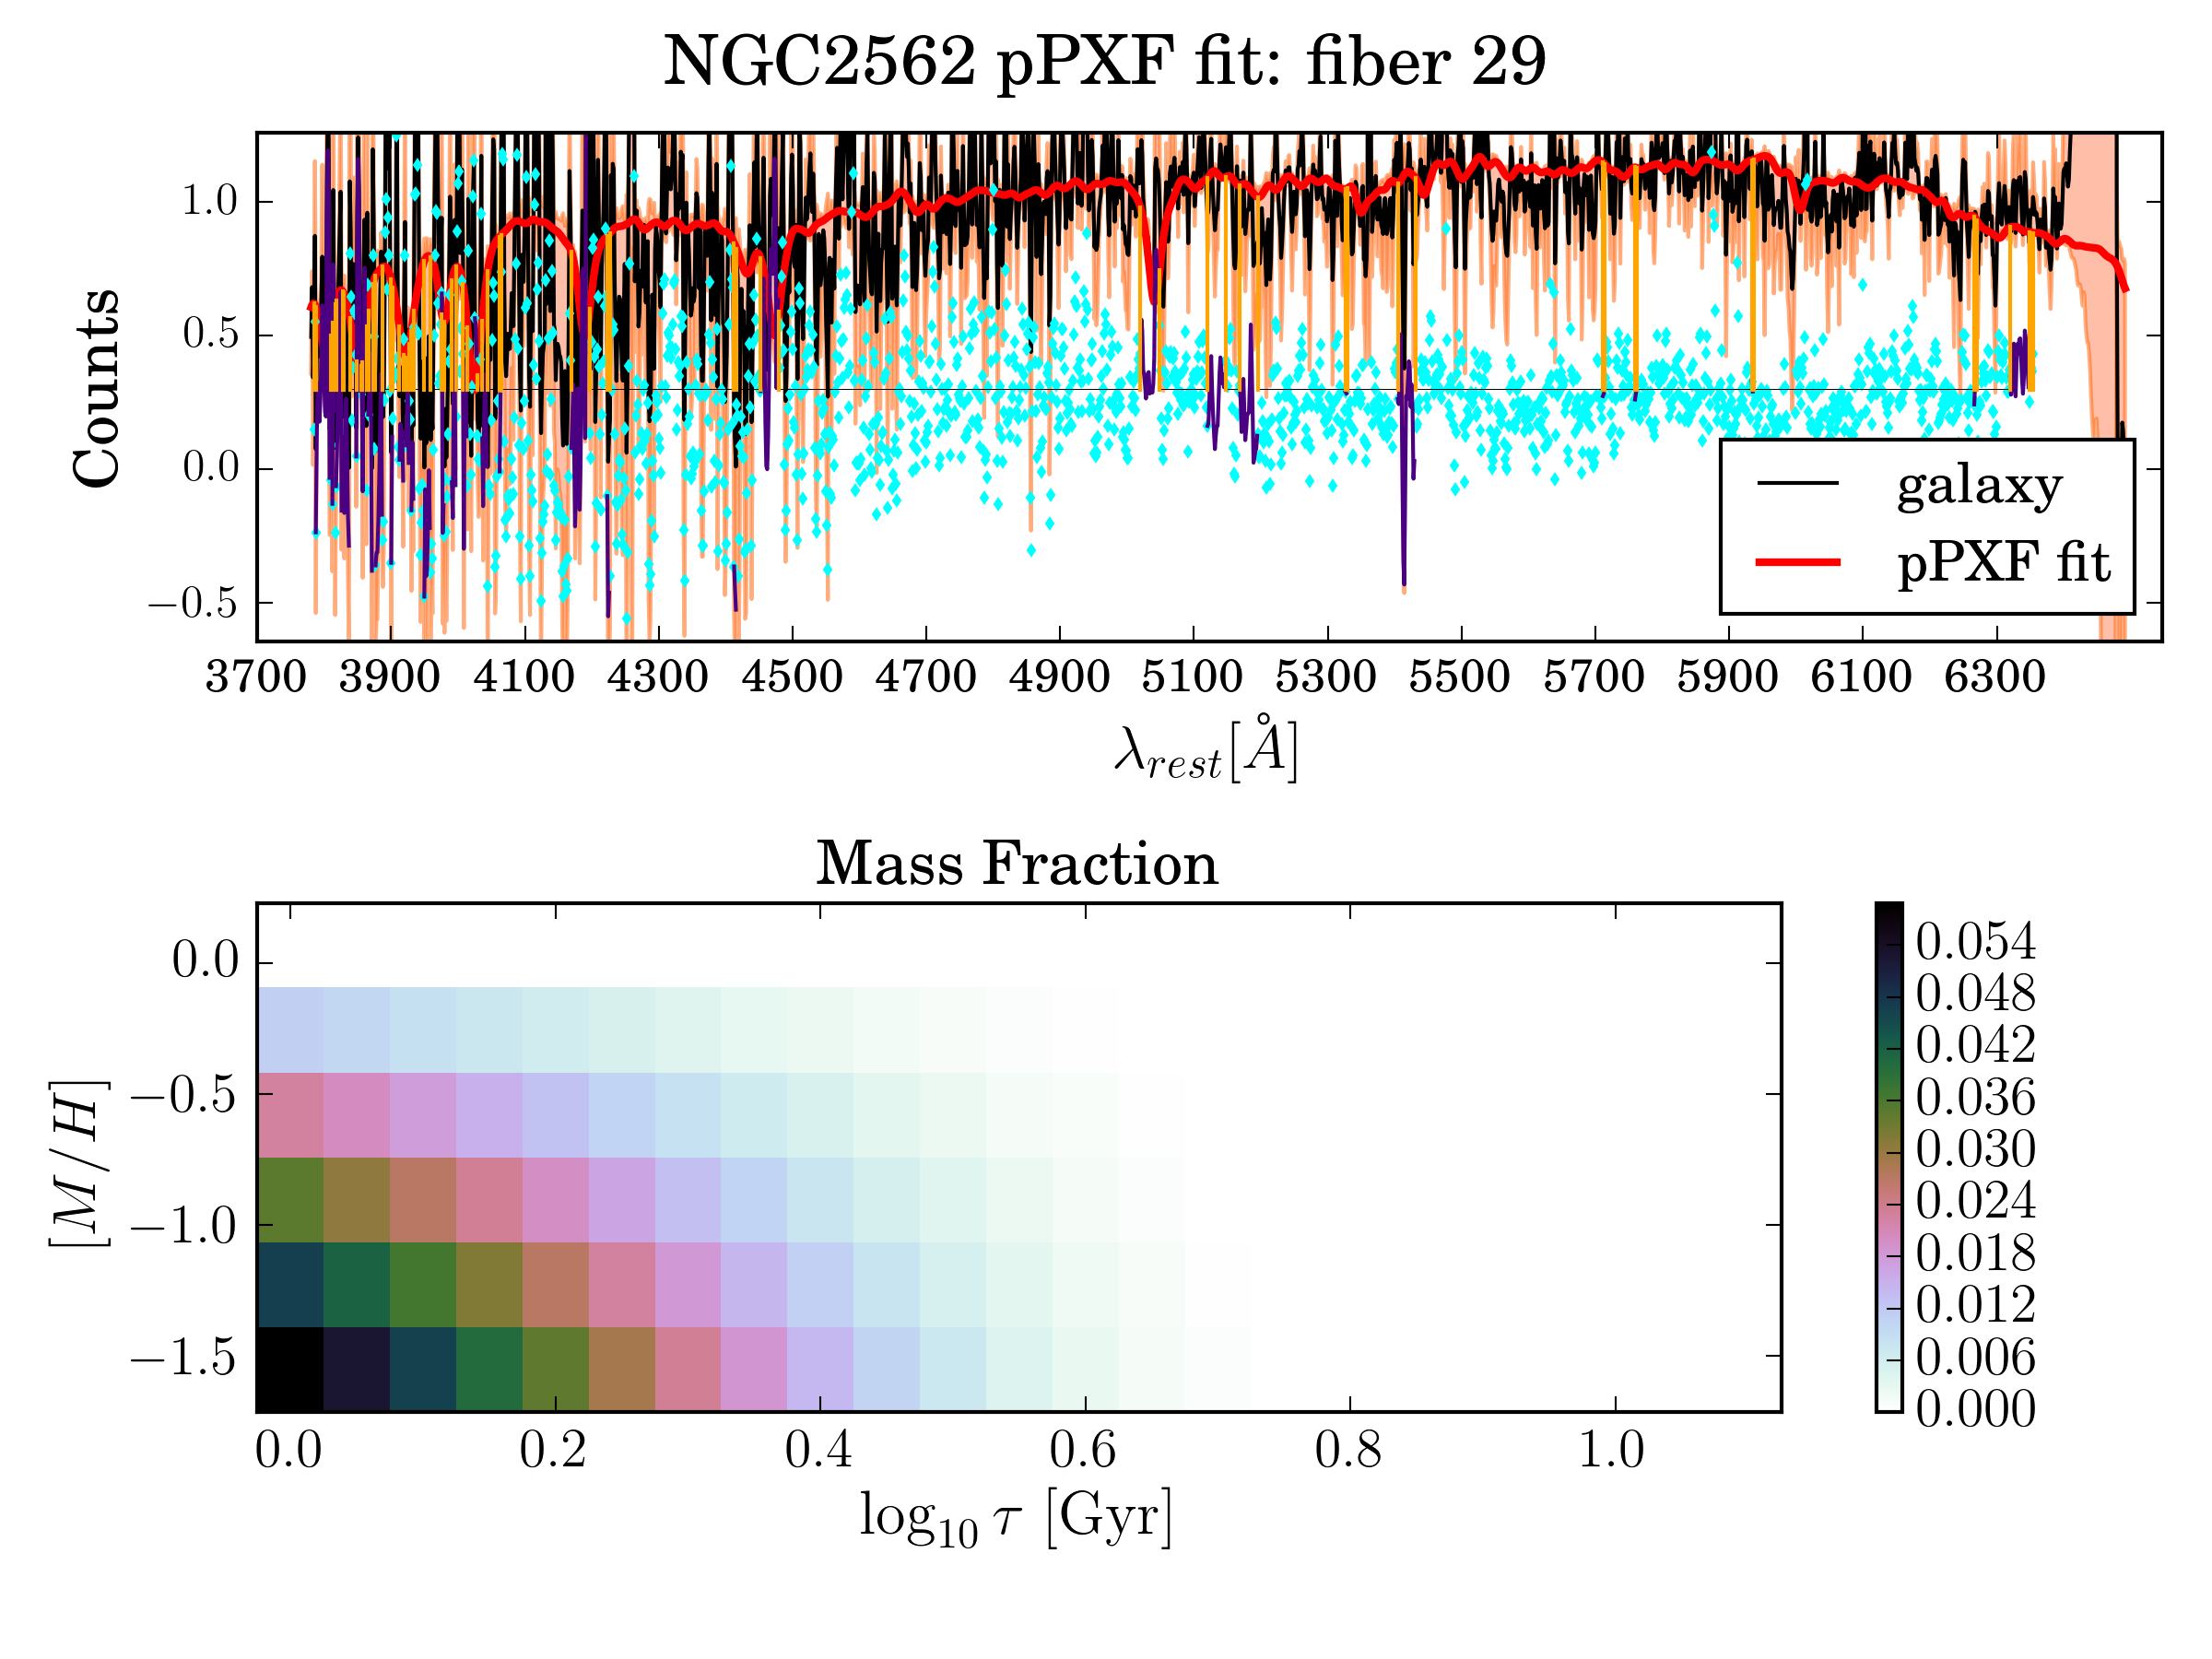 NGC2562 pPXF fit: fiber 29
Counts
1.0
0.5
0.0
−0.5
galaxy
pPXF fit
3700 3900 4100 4300 4500 4700 4900 5100 5300 5500 5700 5900 6100 6300
λrest[Å]
Mass Fraction
[M/H]
0.0
−0.5
−1.0
−1.5
0.0 0.2 0.4 0.6 0.8 1.0
log10 τ [Gyr]
0.054
0.048
0.042
0.036
0.030
0.024
0.018
0.012
0.006
0.000